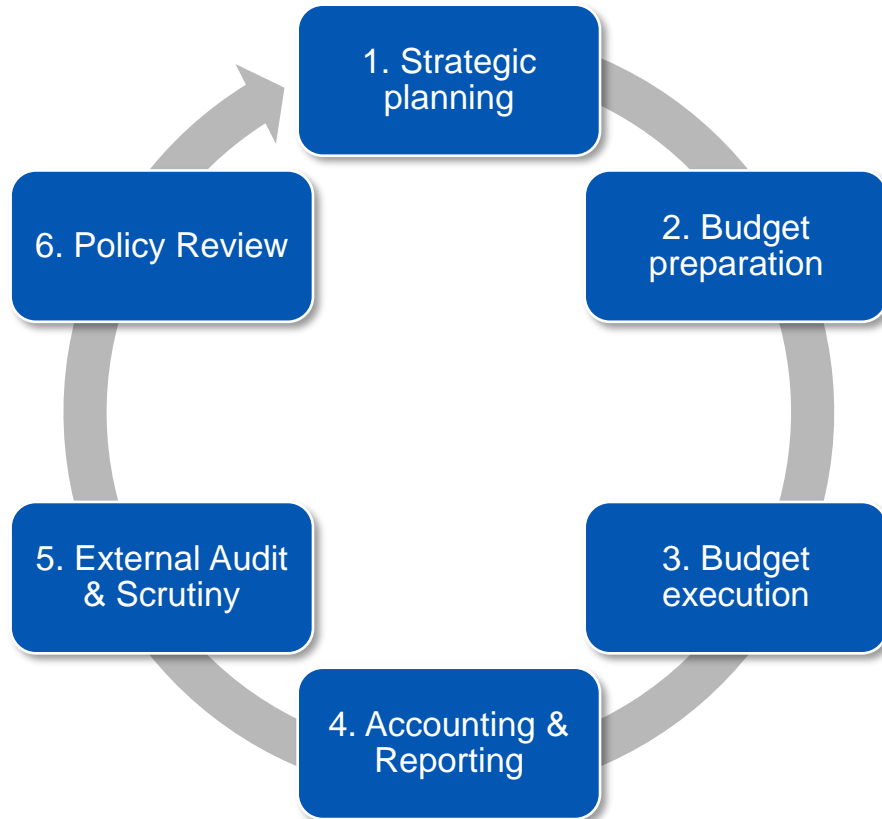 1. Strategic
planning
2. Budget
preparation
3. Budget
execution
4. Accounting &
Reporting
5. External Audit
& Scrutiny
6. Policy Review